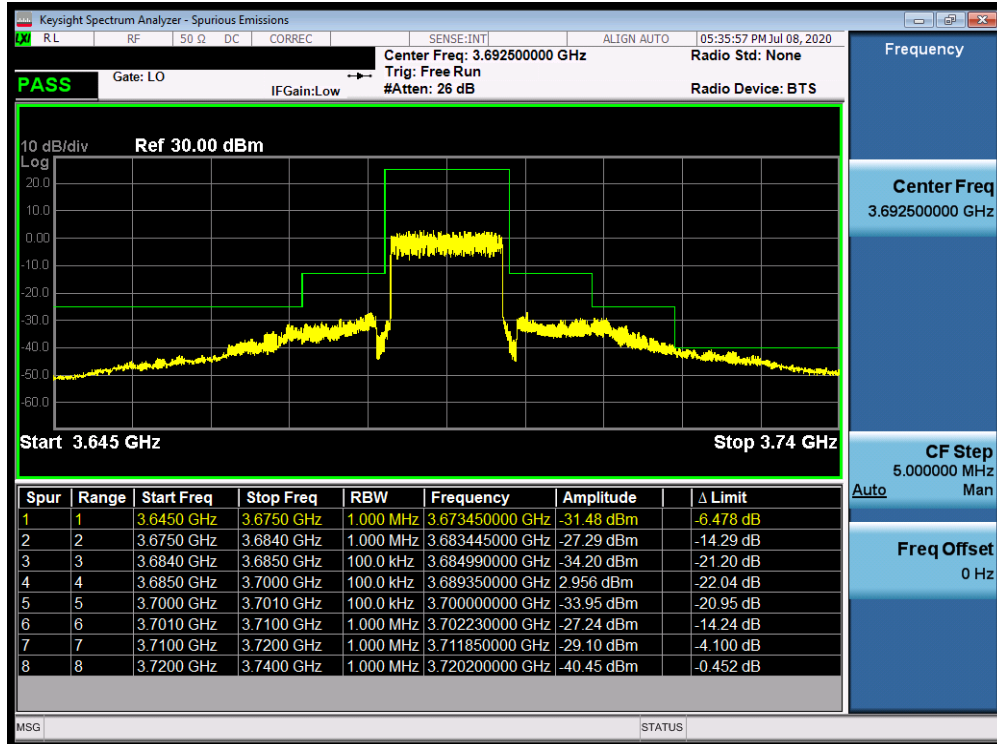 Keysight Spectrum Analyzer - Spurious Emissions
LXI RL RF 50 Ω DC CORREC SENSE:INT ALIGN AUTO 05:35:57 PM Jul 08, 2020
Center Freq: 3.692500000 GHz Radio Std: None
Gate: LO Trig: Free Run
PASS IFGain:Low #Atten: 26 dB Radio Device: BTS
10 dB/div Ref 30.00 dBm
Log
20.0
10.0
0.00
-10.0
-20.0
-30.0
-40.0
-50.0
-60.0
Start 3.645 GHz Stop 3.74 GHz
Spur Range Start Freq Stop Freq RBW Frequency Amplitude Δ Limit
1 1 3.6450 GHz 3.6750 GHz 1.000 MHz 3.673450000 GHz -31.48 dBm -6.478 dB
2 2 3.6750 GHz 3.6840 GHz 1.000 MHz 3.683445000 GHz -27.29 dBm -14.29 dB
3 3 3.6840 GHz 3.6850 GHz 100.0 kHz 3.684990000 GHz -34.20 dBm -21.20 dB
4 4 3.6850 GHz 3.7000 GHz 100.0 kHz 3.689350000 GHz 2.956 dBm -22.04 dB
5 5 3.7000 GHz 3.7010 GHz 100.0 kHz 3.700000000 GHz -33.95 dBm -20.95 dB
6 6 3.7010 GHz 3.7100 GHz 1.000 MHz 3.702230000 GHz -27.24 dBm -14.24 dB
7 7 3.7100 GHz 3.7200 GHz 1.000 MHz 3.711850000 GHz -29.10 dBm -4.100 dB
8 8 3.7200 GHz 3.7400 GHz 1.000 MHz 3.720200000 GHz -40.45 dBm -0.452 dB
MSG STATUS
Frequency
Center Freq
3.692500000 GHz
CF Step
5.000000 MHz
Auto Man
Freq Offset
0 Hz